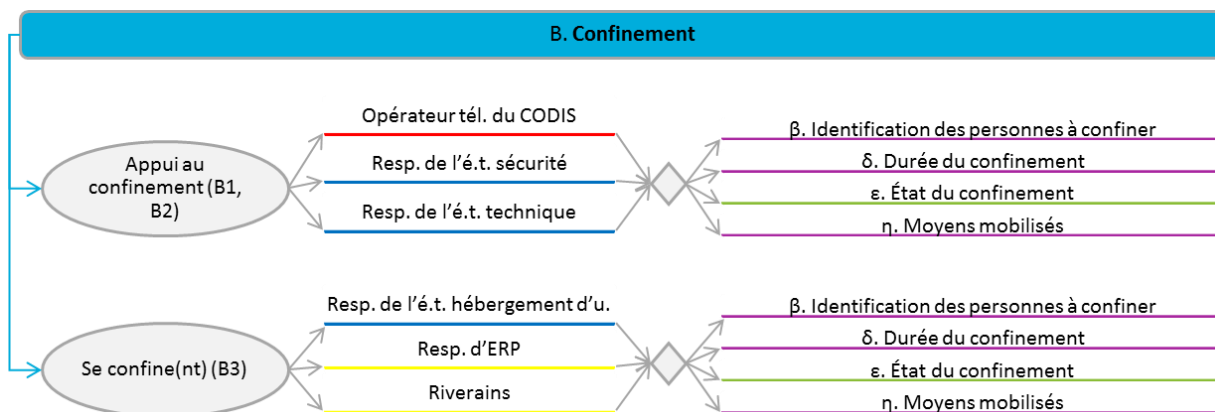 B. Confinement
Appui au
confinement (B1,
B2)
Opérateur tél. du CODIS
Resp. de l’é.t. sécurité
Resp. de l’é.t. technique
β. Identification des personnes à confiner
δ. Durée du confinement
ε. État du confinement
η. Moyens mobilisés
Se confine(nt) (B3)
Resp. de l’é.t. hébergement d’u.
Resp. d’ERP
Riverains
β. Identification des personnes à confiner
δ. Durée du confinement
ε. État du confinement
η. Moyens mobilisés